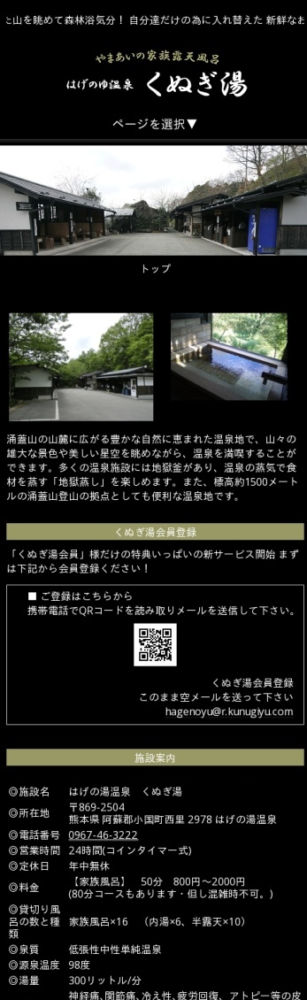 山を眺めて森林浴気分！ 自分達だけの為に入れ替えた 新鮮な
やまあいの家族露天風呂
はげのゆ温泉 くぬぎ湯
ページを選択▼
トップ
涌蓋山の山麓に広がる豊かな自然に恵まれた温泉地で、山々の
雄大な景色や美しい星空を眺めながら、温泉を満喫することが
できます。多くの温泉施設には地獄釜があり、温泉の蒸気で食
材を蒸す「地獄蒸し」を楽しめます。また、標高約1500メート
ルの涌蓋山登山の拠点としても便利な温泉地です。
くぬぎ湯会員登録
「くぬぎ湯会員」様だけの特典いっぱいの新サービス開始 まず
は下記から会員登録ください！
■ ご登録はこちらから
携帯電話でQRコードを読み取りメールを送信して下さい。
くぬぎ湯会員登録
このまま空メールを送って下さい
hagenoyu@r.kunugiyu.com
施設案内
◎施設名 はげの湯温泉　くぬぎ湯
◎所在地 〒869-2504
熊本県 阿蘇郡小国町西里 2978 はげの湯温泉
◎電話番号 0967-46-3222
◎営業時間 24時間(コインタイマー式)
◎定休日 年中無休
◎料金 【家族風呂】　50分　800円～2000円
(80分コースもあります・但し混雑時不可。)
◎貸切り風
呂の数と種 家族風呂×16　（内湯×6、半露天×10）
類
◎泉質 低張性中性単純温泉
◎源泉温度 98度
◎湯量 300リットル/分
神経痛､関節痛､冷え性､疲労回復、アトピー等の皮